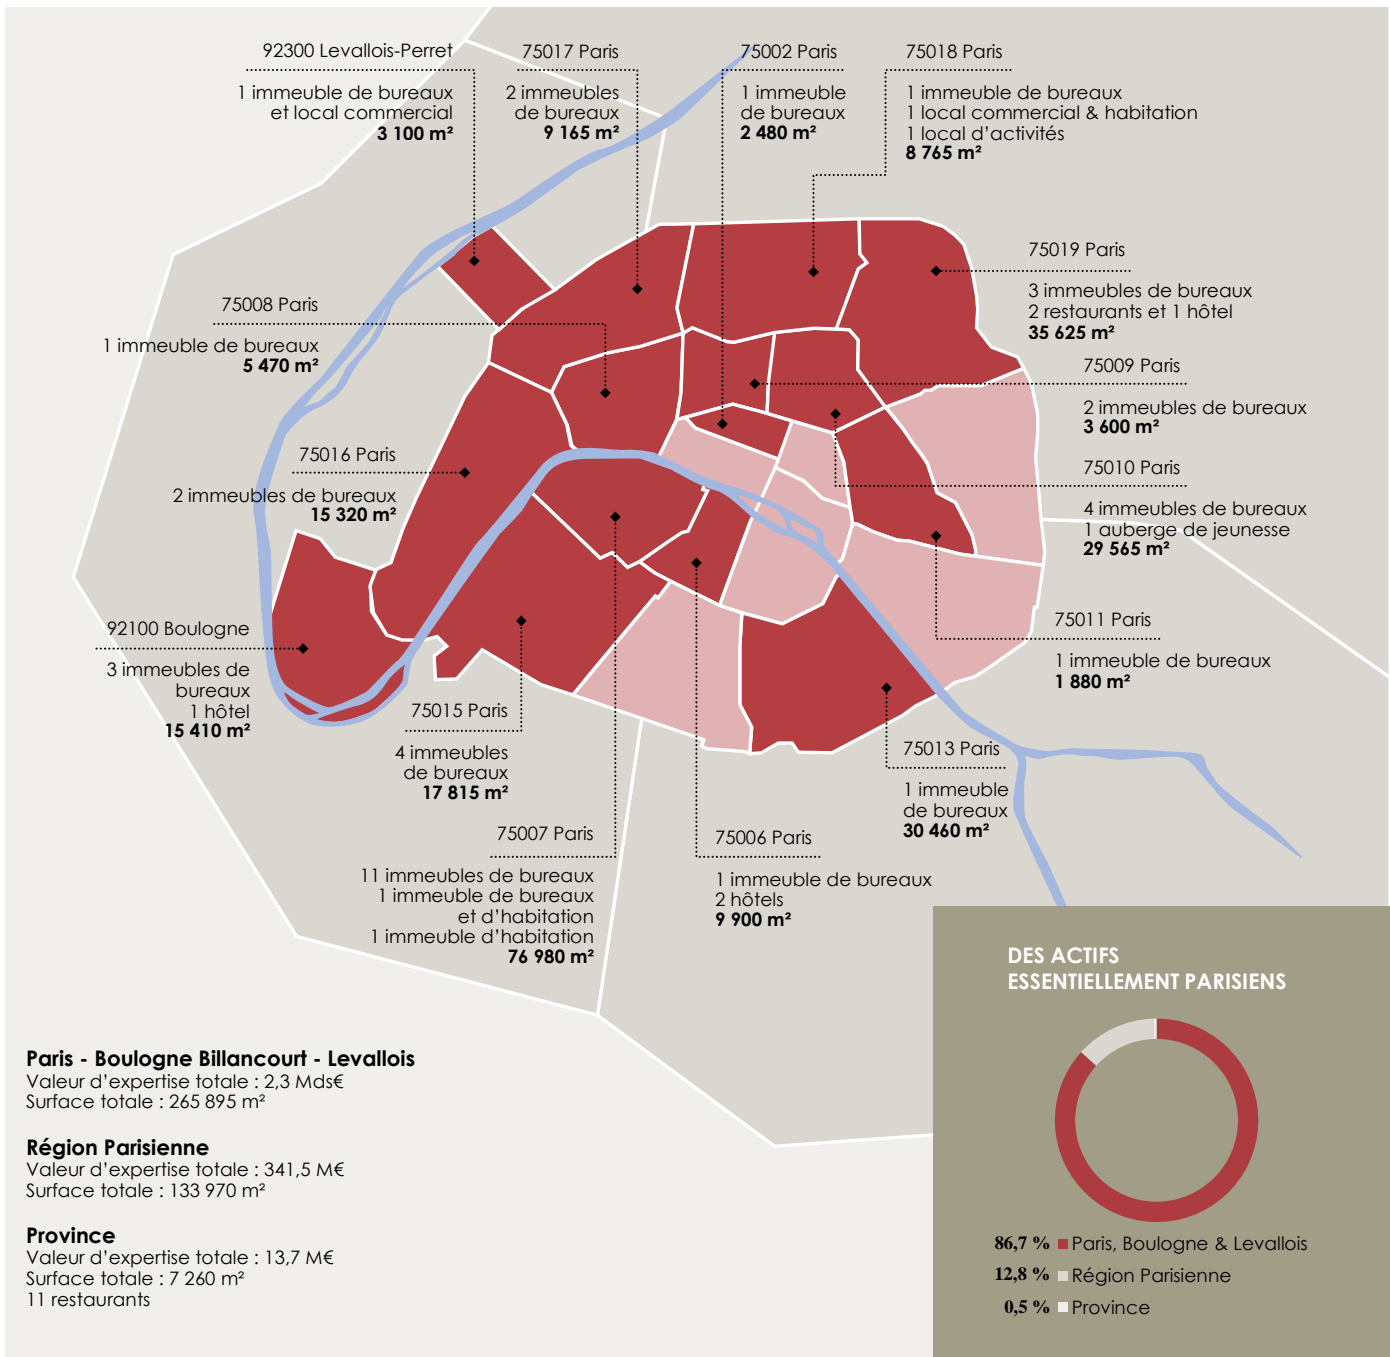 92300 Levallois-Perret
1 immeuble de bureaux
et local commercial
3 100 m²
75017 Paris
2 immeubles
de bureaux
9 165 m²
75002 Paris
1 immeuble
de bureaux
2 480 m²
75018 Paris
1 immeuble de bureaux
1 local commercial & habitation
1 local d’activités
8 765 m²
75019 Paris
3 immeubles de bureaux
2 restaurants et 1 hôtel
35 625 m²
75008 Paris
1 immeuble de bureaux
5 470 m²
75009 Paris
2 immeubles de bureaux
3 600 m²
75016 Paris
2 immeubles de bureaux
15 320 m²
75010 Paris
4 immeubles de bureaux
1 auberge de jeunesse
29 565 m²
75011 Paris
1 immeuble de bureaux
1 880 m²
92100 Boulogne
3 immeubles de
bureaux
1 hôtel
15 410 m²
75015 Paris
4 immeubles
de bureaux
17 815 m²
75013 Paris
1 immeuble
de bureaux
30 460 m²
75007 Paris
11 immeubles de bureaux
1 immeuble de bureaux
et d’habitation
1 immeuble d’habitation
76 980 m²
75006 Paris
1 immeuble de bureaux
2 hôtels
9 900 m²
Paris - Boulogne Billancourt - Levallois
Valeur d’expertise totale : 2,3 Mds€
Surface totale : 265 895 m²
Région Parisienne
Valeur d’expertise totale : 341,5 M€
Surface totale : 133 970 m²
Province
Valeur d’expertise totale : 13,7 M€
Surface totale : 7 260 m²
11 restaurants
DES ACTIFS
ESSENTIELLEMENT PARISIENS
86,7 % Paris, Boulogne & Levallois
12,8 % Région Parisienne
0,5 % Province